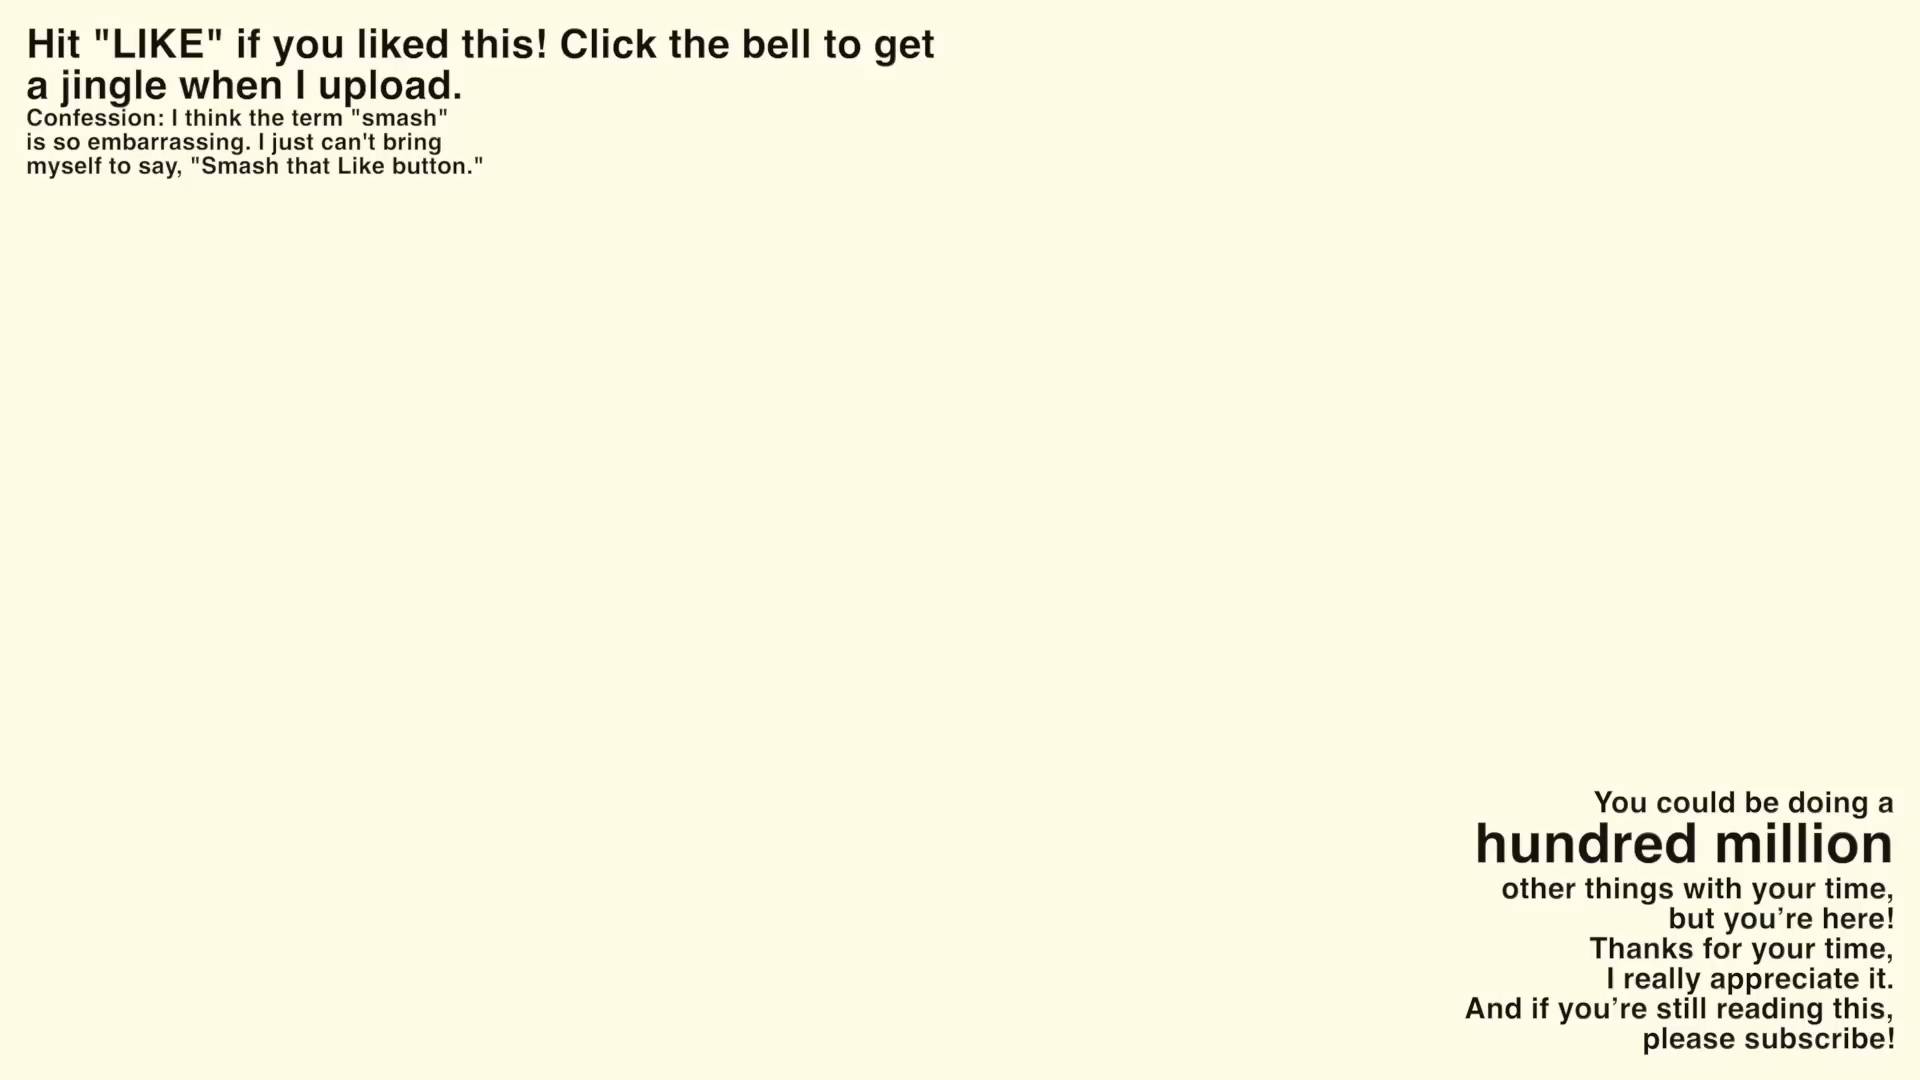 Hit "LIKE" if you liked this! Click the bell to get
a jingle when I upload.
Confession: I think the term "smash"
is so embarrassing. I just can't bring
myself to say, "Smash that Like button."
You could be doing a
hundred million
other things with your time,
but you’re here!
Thanks for your time,
I really appreciate it.
And if you’re still reading this,
please subscribe!